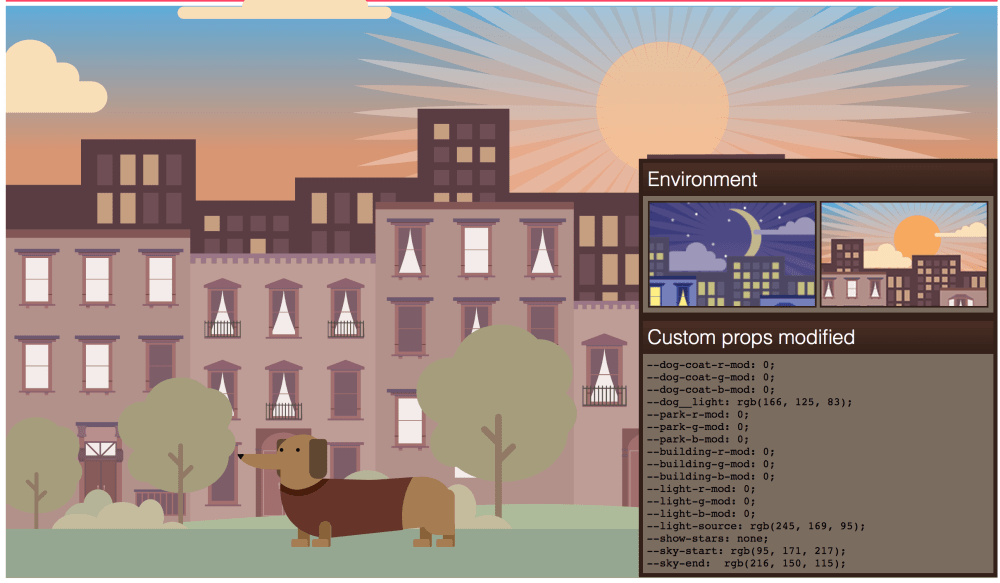 Environment
Custom props modified
--dog-coat-r-mod: 0;
--dog-coat-g-mod: 0;
--dog-coat-b-mod: 0;
--dog__light: rgb(166, 125, 83);
--park-r-mod: 0;
--park-g-mod: 0;
--park-b-mod: 0;
--building-r-mod: 0;
--building-g-mod: 0;
--building-b-mod: 0;
--light-r-mod: 0;
--light-g-mod: 0;
--light-b-mod: 0;
--light-source: rgb(245, 169, 95);
--show-stars: none;
--sky-start: rgb(95, 171, 217);
--sky-end:  rgb(216, 150, 115);